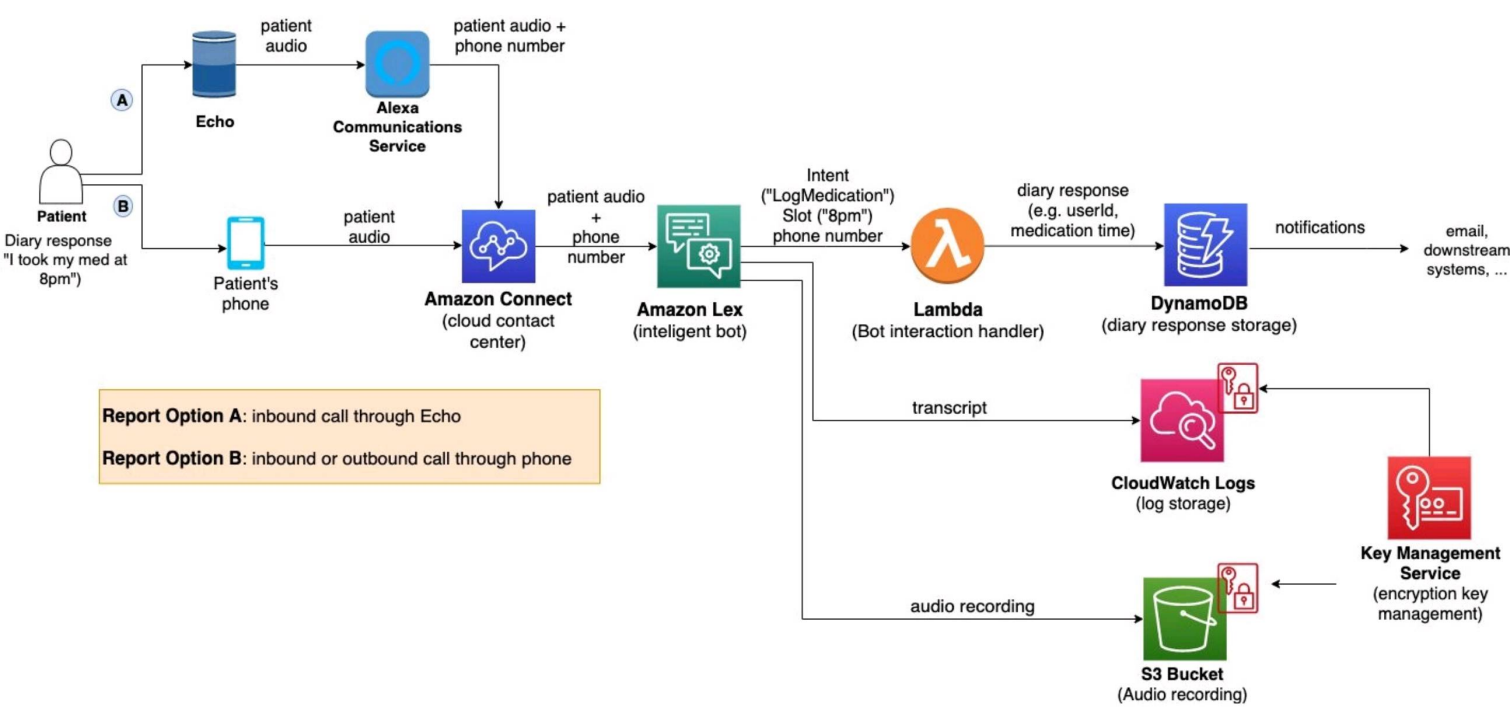 patient
audio
patient audio +
phone number
A
Echo
Alexa
Communications
Service
B
Patient
Diary response
"I took my med at
8pm")
patient
audio
Patient's
phone
patient audio
+
phone
number
Amazon Connect
(cloud contact
center)
Intent
("LogMedication")
Slot ("8pm")
phone number
Amazon Lex
(inteligent bot)
diary response
(e.g. userId,
medication time)
Lambda
(Bot interaction handler)
notifications
DynamoDB
(diary response storage)
email,
downstream
systems, ...
Report Option A: inbound call through Echo
Report Option B: inbound or outbound call through phone
transcript
CloudWatch Logs
(log storage)
Key Management
Service
(encryption key
management)
audio recording
S3 Bucket
(Audio recording)